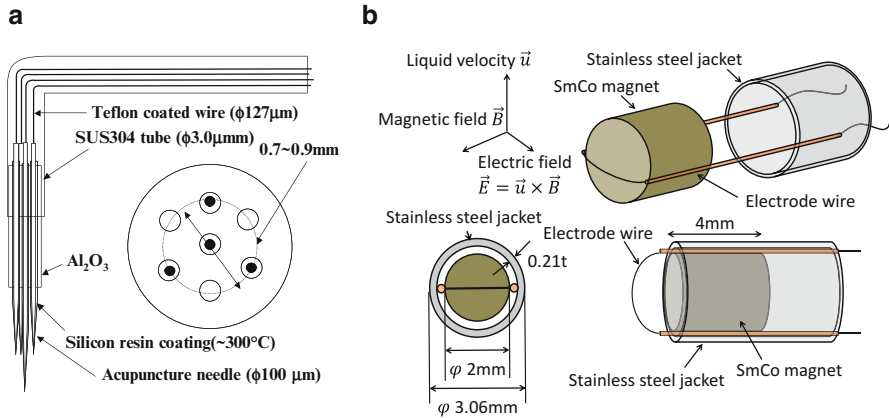 a
Teflon coated wire (ϕ127μm)
SUS304 tube (ϕ3.0μmm)
0.7~0.9mm
Al₂O₃
Silicon resin coating(~300°C)
Acupuncture needle (ϕ100 μm)
b
Liquid velocity u⃗
Magnetic field B⃗
Electric field
E⃗ = u⃗ × B⃗
Stainless steel jacket
SmCo magnet
Electrode wire
Stainless steel jacket
Electrode wire
0.21t
φ 2mm
φ 3.06mm
4mm
Stainless steel jacket
SmCo magnet